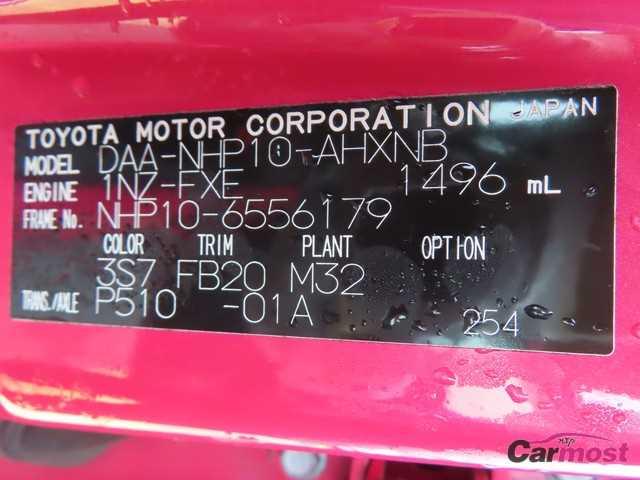 TOYOTA MOTOR CORPORATION JAPAN
MODEL DAA-NHP10-AHXNB
ENGINE 1NZ-FXE 1496 mL
FRAME No. NHP10-6556179
COLOR TRIM PLANT OPTION
3S7 FB20 M32
TRANS./AXLE P510 -01A 254
Carmost